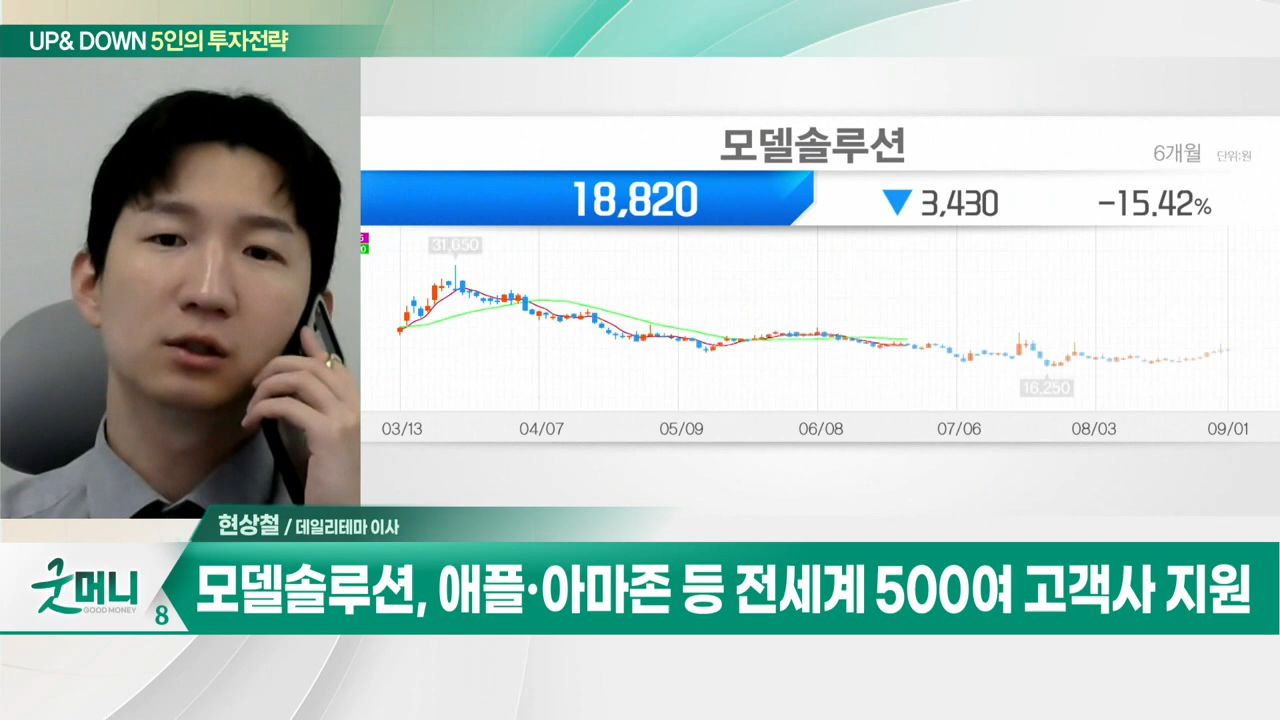 UP& DOWN 5인의 투자전략
모델솔루션
6개월 단위:원
18,820 ▼ 3,430 -15.42%
31,650
16,250
03/13 04/07 05/09 06/08 07/06 08/03 09/01
현상철 / 데일리테마 이사
굿머니
GOOD MONEY
8
모델솔루션, 애플·아마존 등 전세계 500여 고객사 지원